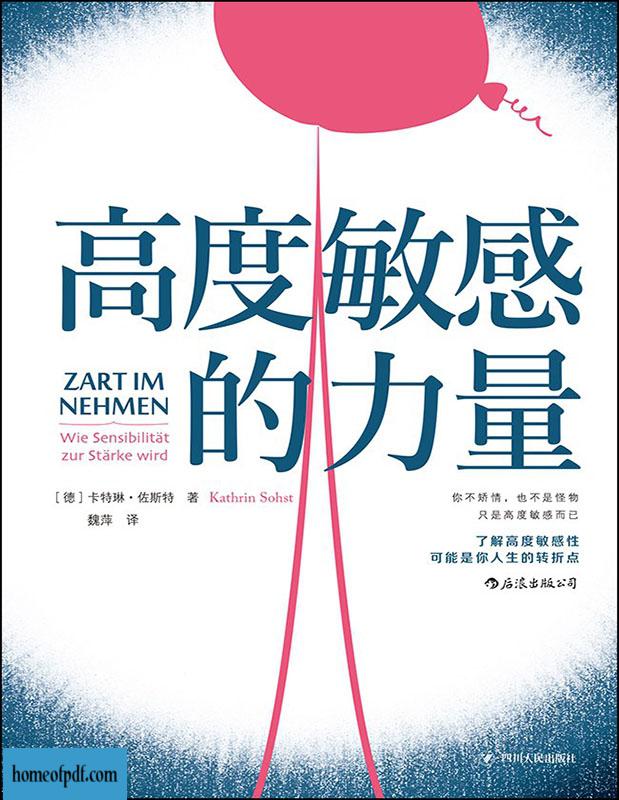 高度敏感
的力量
ZART IM
NEHMEN
Wie Sensibilität
zur Stärke wird
[德]卡特琳·佐斯特 著 Kathrin Sohst
魏萍 译
你不矫情，也不是怪物
只是高度敏感而已
了解高度敏感性
可能是你人生的转折点
后浪出版公司
四川人民出版社
homeofpdf.com